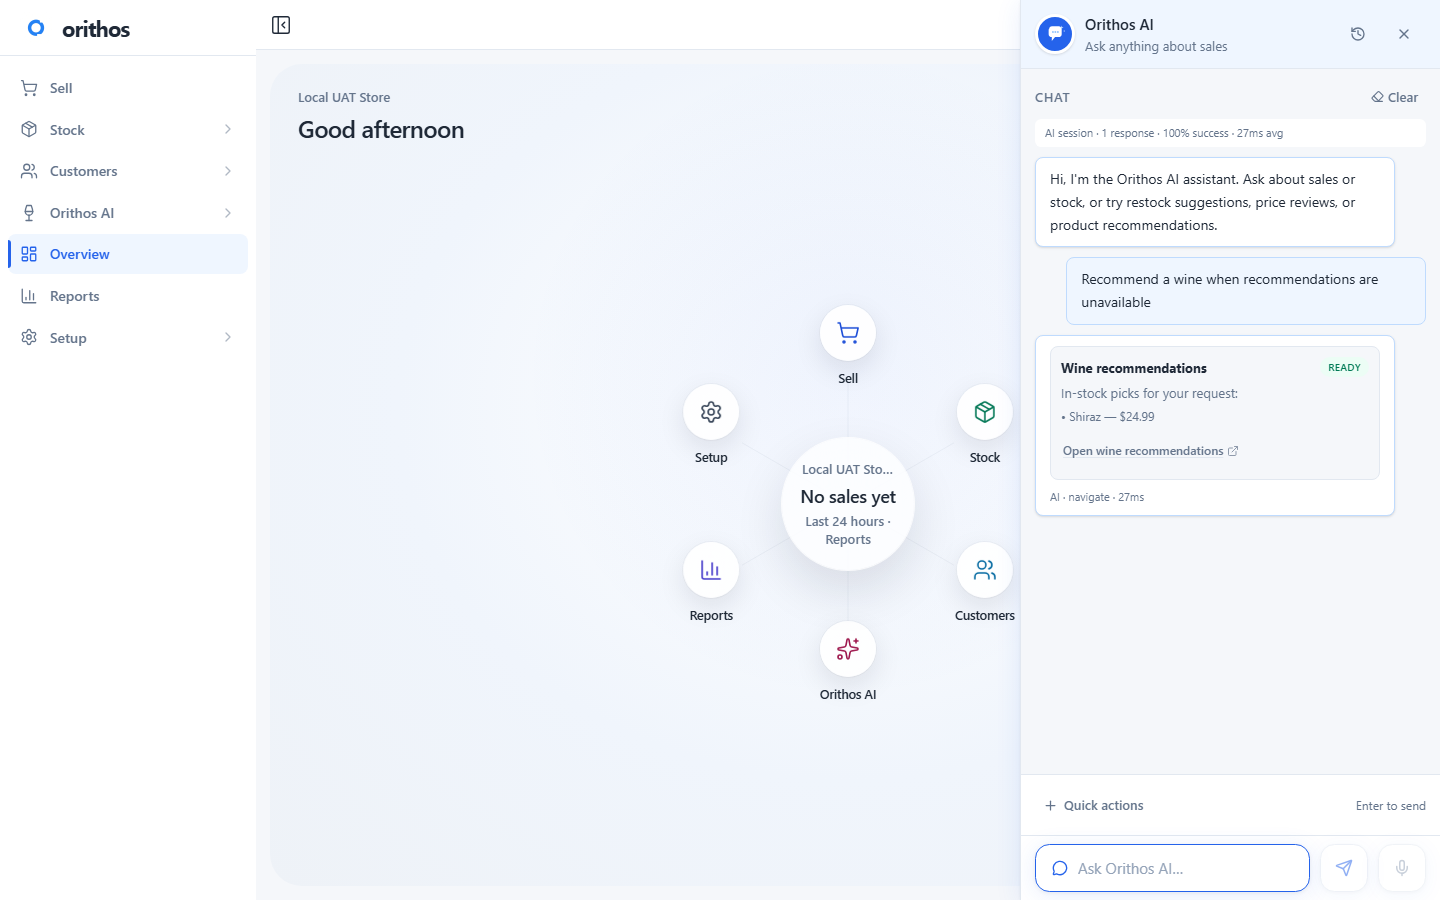 orithos
Sell
Stock
Customers
Orithos AI
Overview
Reports
Setup
Local UAT Store
Good afternoon
Sell
Setup
Stock
Local UAT Sto...
No sales yet
Last 24 hours ·
Reports
Reports
Customers
Orithos AI
Orithos AI
Ask anything about sales
CHAT
Clear
AI session · 1 response · 100% success · 27ms avg
Hi, I'm the Orithos AI assistant. Ask about sales or
stock, or try restock suggestions, price reviews, or
product recommendations.
Recommend a wine when recommendations are
unavailable
Wine recommendations
READY
In-stock picks for your request:
• Shiraz — $24.99
Open wine recommendations
AI · navigate · 27ms
Quick actions
Enter to send
Ask Orithos AI...